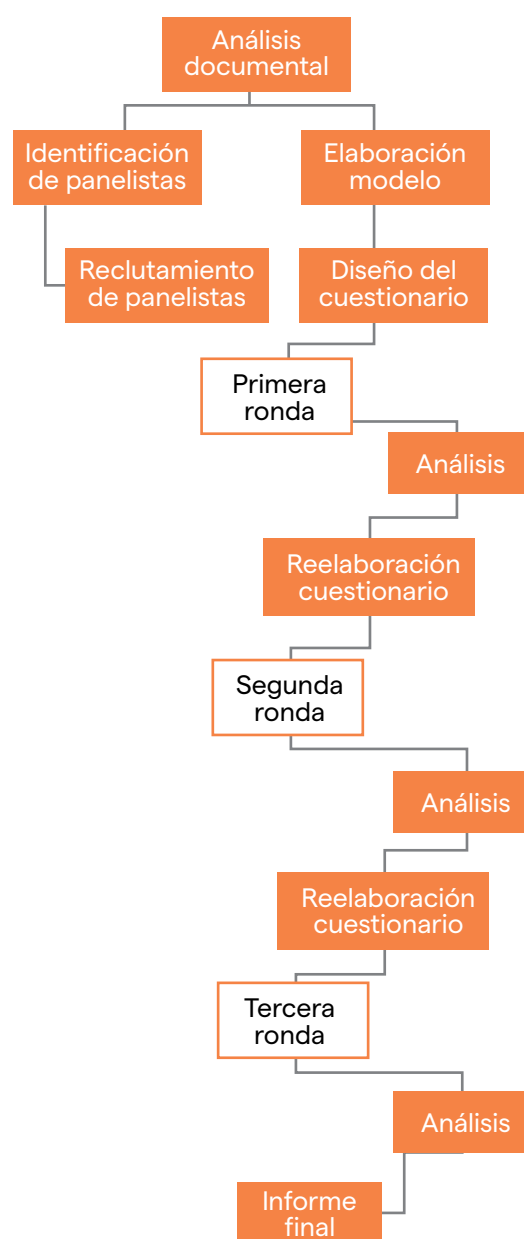 Análisis
documental
Identificación
de panelistas
Elaboración
modelo
Reclutamiento
de panelistas
Diseño del
cuestionario
Primera
ronda
Análisis
Reelaboración
cuestionario
Segunda
ronda
Análisis
Reelaboración
cuestionario
Tercera
ronda
Análisis
Informe
final